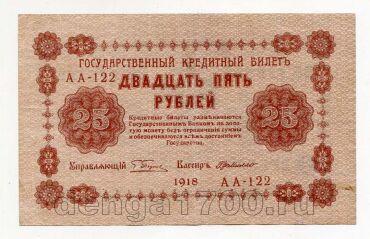 ГОСУДАРСТВЕННЫЙ КРЕДИТНЫЙ БИЛЕТЪ
АА-122
ДВАДЦАТЬ ПЯТЬ
РУБЛЕЙ
25
25
Кредитные билеты размѣниваются
Государственнымъ Банкомъ на золо-
тую монету безъ ограниченія суммы
и обезпечиваются всѣмъ достояніемъ
Государства.
Управляющій
Кассиръ
1918
АА-122
denga1700.ru